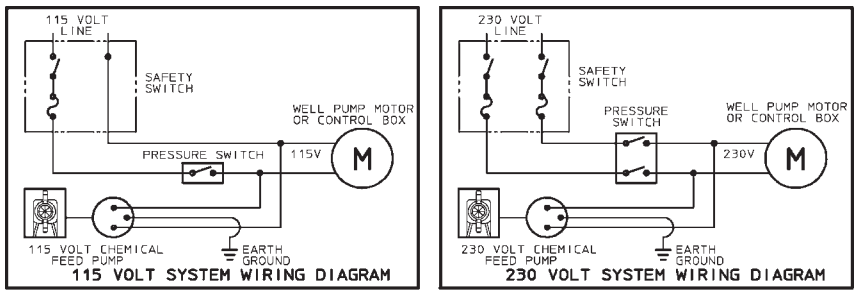 115 VOLT
LINE
SAFETY
SWITCH
WELL PUMP MOTOR
OR CONTROL BOX
PRESSURE SWITCH
115V
M
115 VOLT CHEMICAL
FEED PUMP
EARTH
GROUND
115 VOLT SYSTEM WIRING DIAGRAM
230 VOLT
LINE
SAFETY
SWITCH
PRESSURE
SWITCH
WELL PUMP MOTOR
OR CONTROL BOX
230V
M
230 VOLT CHEMICAL
FEED PUMP
EARTH
GROUND
230 VOLT SYSTEM WIRING DIAGRAM